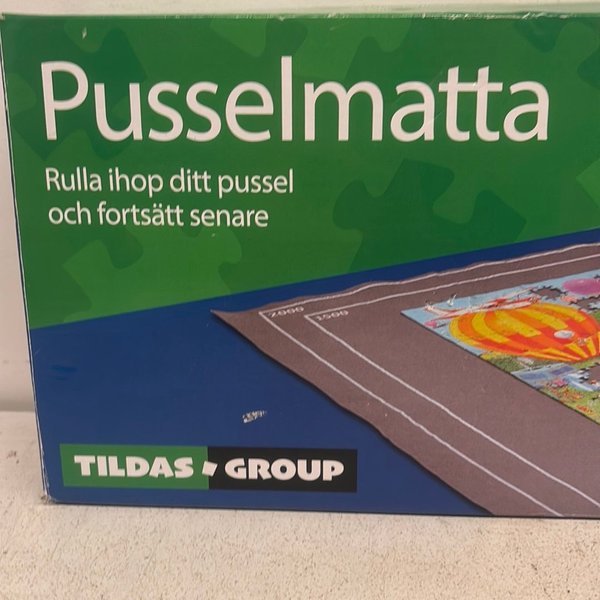 Pusselmatta
Rulla ihop ditt pussel
och fortsätt senare
2000
1500
TILDAS GROUP